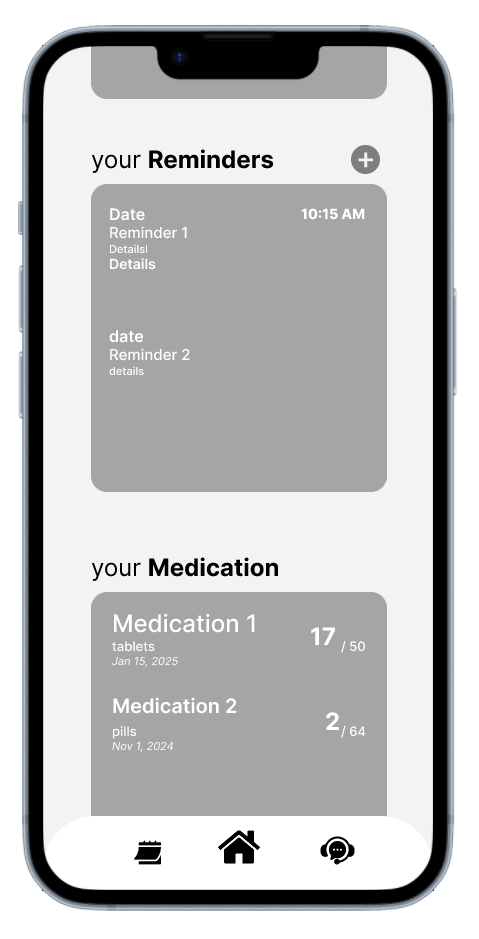 your Reminders
Date 10:15 AM
Reminder 1
Detailsl
Details
date
Reminder 2
details
your Medication
Medication 1
17 / 50
tablets
Jan 15, 2025
Medication 2
2 / 64
pills
Nov 1, 2024